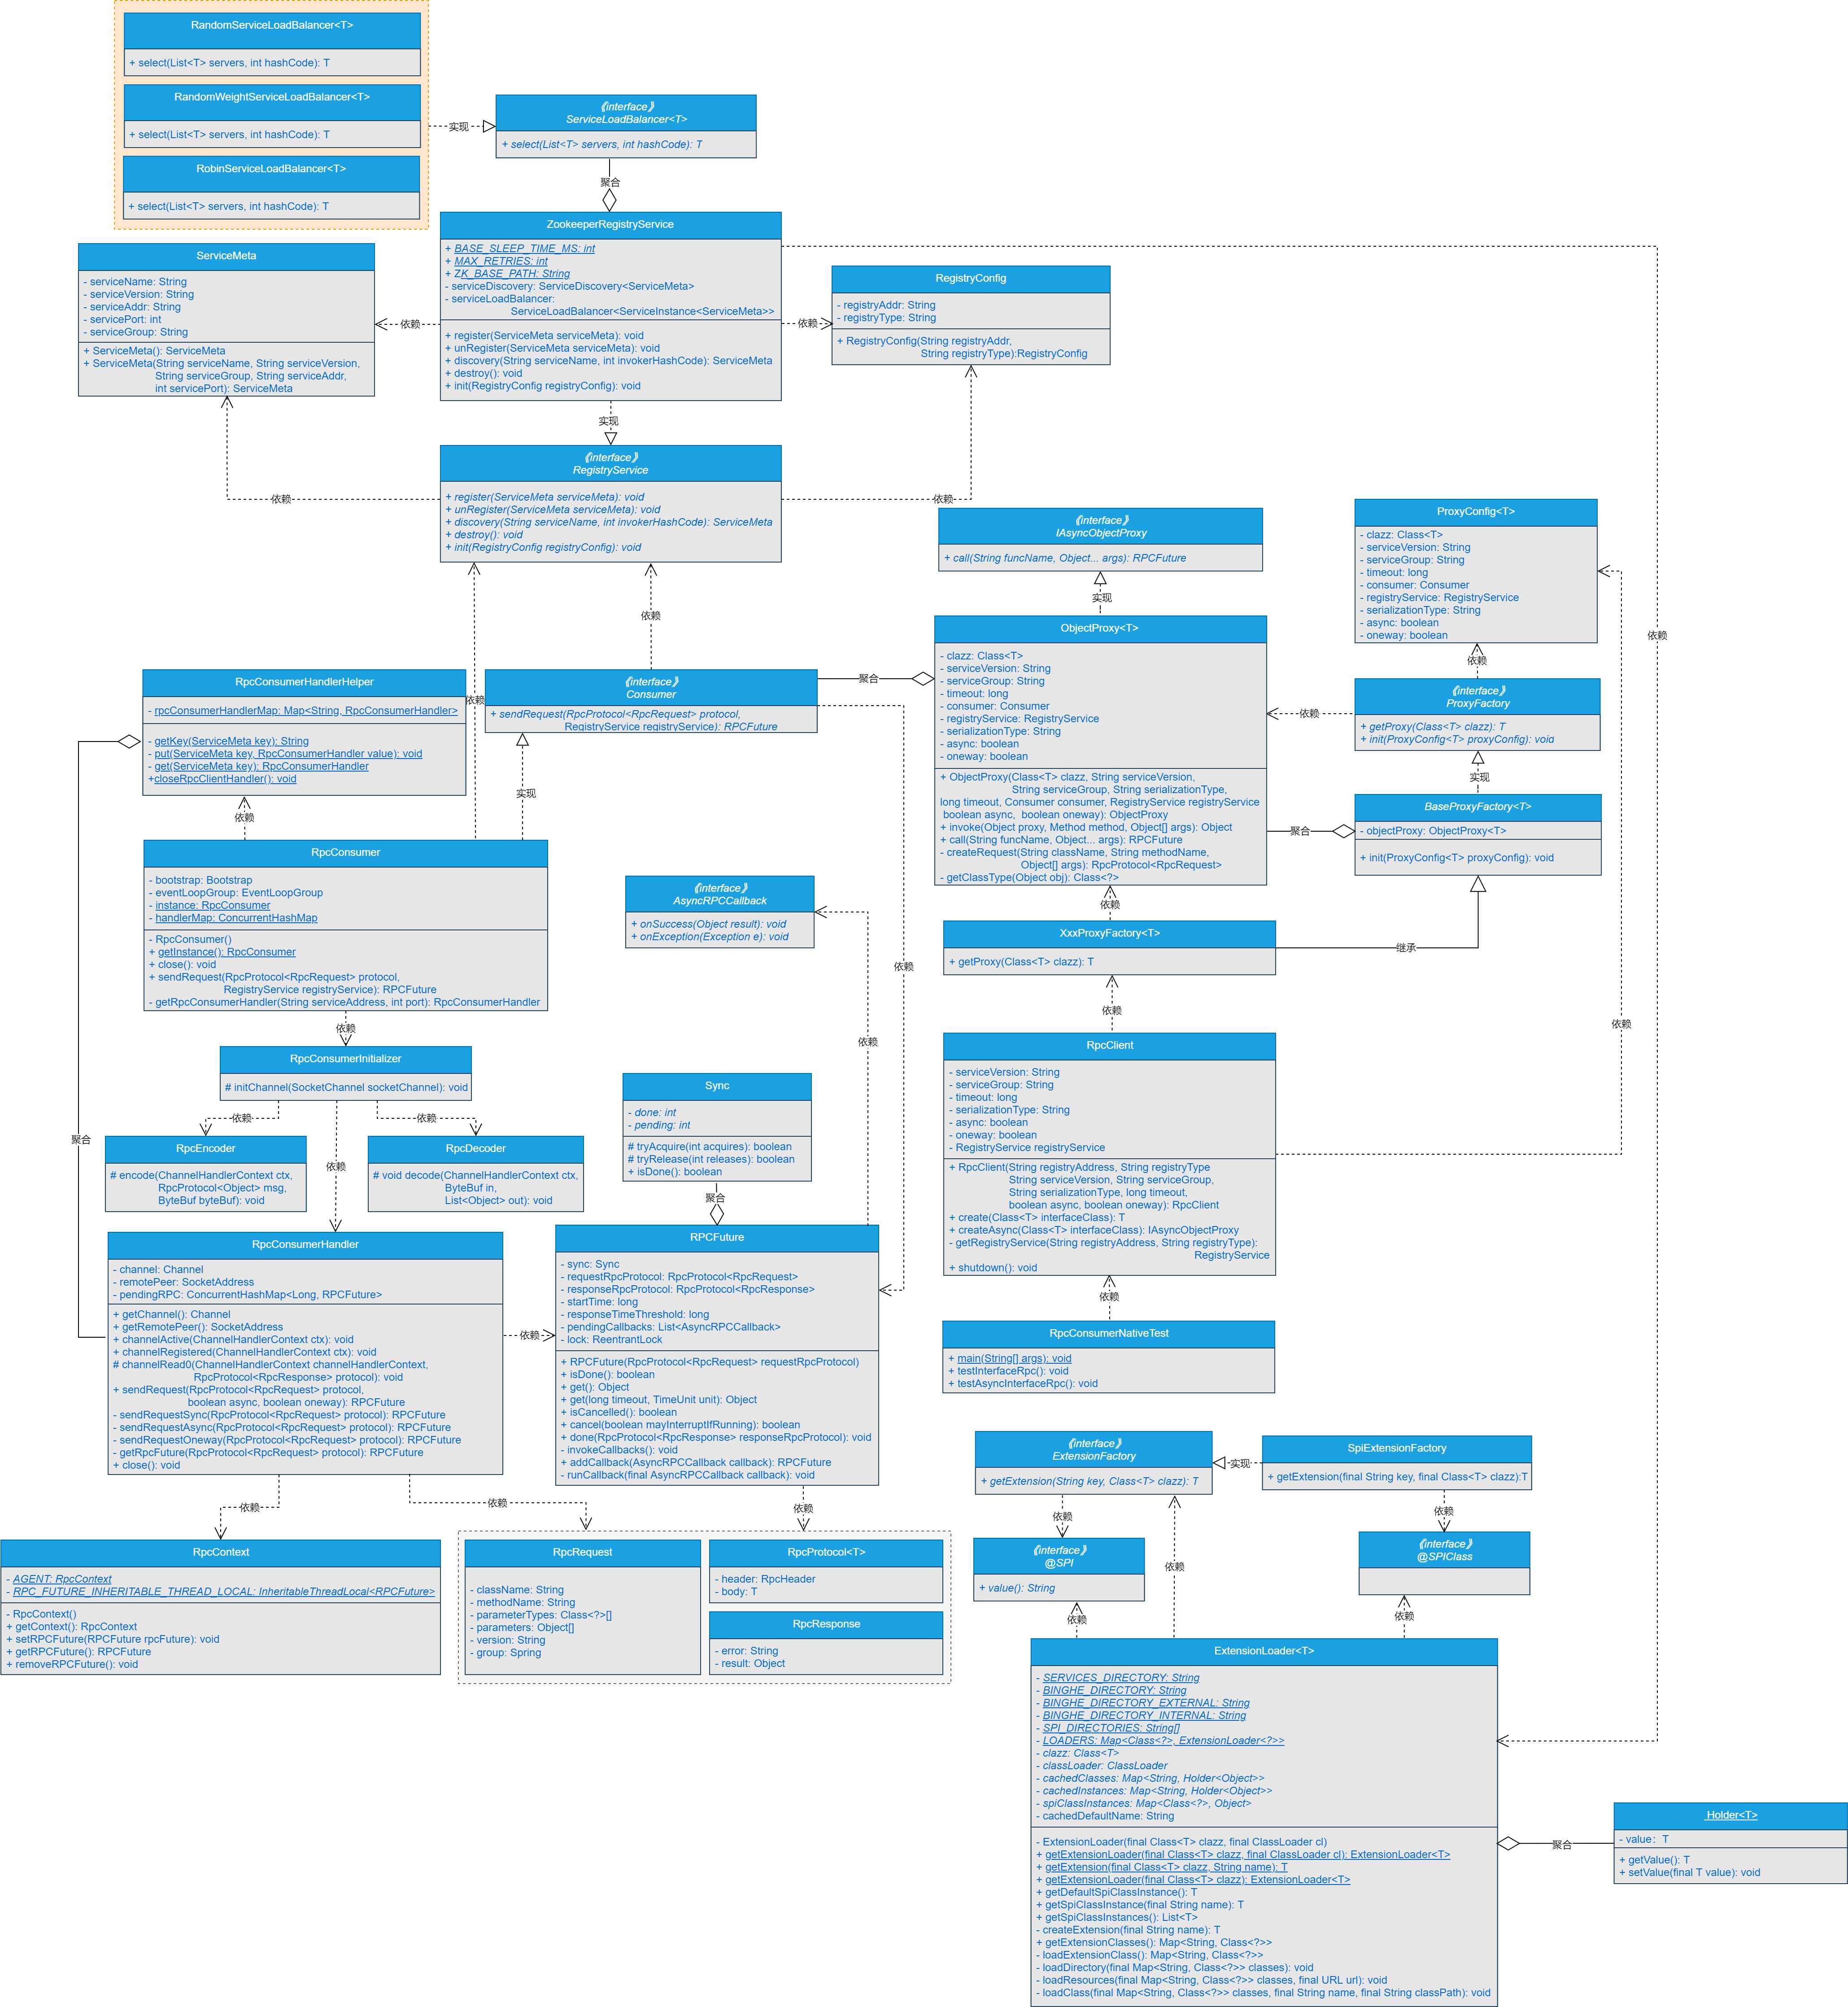 RandomServiceLoadBalancer<T>
+ select(List<T> servers, int hashCode): T
RandomWeightServiceLoadBalancer<T>
+ select(List<T> servers, int hashCode): T
RobinServiceLoadBalancer<T>
+ select(List<T> servers, int hashCode): T
实现
《interface》
ServiceLoadBalancer<T>
+ select(List<T> servers, int hashCode): T
聚合
ZookeeperRegistryService
+ BASE_SLEEP_TIME_MS: int
+ MAX_RETRIES: int
+ ZK_BASE_PATH: String
- serviceDiscovery: ServiceDiscovery<ServiceMeta>
- serviceLoadBalancer:
ServiceLoadBalancer<ServiceInstance<ServiceMeta>>
+ register(ServiceMeta serviceMeta): void
+ unRegister(ServiceMeta serviceMeta): void
+ discovery(String serviceName, int invokerHashCode): ServiceMeta
+ destroy(): void
+ init(RegistryConfig registryConfig): void
ServiceMeta
- serviceName: String
- serviceVersion: String
- serviceAddr: String
- servicePort: int
- serviceGroup: String
+ ServiceMeta(): ServiceMeta
+ ServiceMeta(String serviceName, String serviceVersion,
String serviceGroup, String serviceAddr,
int servicePort): ServiceMeta
依赖
依赖
RegistryConfig
- registryAddr: String
- registryType: String
+ RegistryConfig(String registryAddr,
String registryType):RegistryConfig
实现
《interface》
RegistryService
+ register(ServiceMeta serviceMeta): void
+ unRegister(ServiceMeta serviceMeta): void
+ discovery(String serviceName, int invokerHashCode): ServiceMeta
+ destroy(): void
+ init(RegistryConfig registryConfig): void
依赖
依赖
《interface》
IAsyncObjectProxy
+ call(String funcName, Object... args): RPCFuture
实现
ProxyConfig<T>
- clazz: Class<T>
- serviceVersion: String
- serviceGroup: String
- timeout: long
- consumer: Consumer
- registryService: RegistryService
- serializationType: String
- async: boolean
- oneway: boolean
依赖
依赖
依赖
依赖
RpcConsumerHandlerHelper
- rpcConsumerHandlerMap: Map<String, RpcConsumerHandler>
- getKey(ServiceMeta key): String
- put(ServiceMeta key, RpcConsumerHandler value): void
- get(ServiceMeta key): RpcConsumerHandler
+closeRpcClientHandler(): void
《interface》
Consumer
+ sendRequest(RpcProtocol<RpcRequest> protocol,
RegistryService registryService): RPCFuture
聚合
ObjectProxy<T>
- clazz: Class<T>
- serviceVersion: String
- serviceGroup: String
- timeout: long
- consumer: Consumer
- registryService: RegistryService
- serializationType: String
- async: boolean
- oneway: boolean
+ ObjectProxy(Class<T> clazz, String serviceVersion,
String serviceGroup, String serializationType,
long timeout, Consumer consumer, RegistryService registryService
boolean async,  boolean oneway): ObjectProxy
+ invoke(Object proxy, Method method, Object[] args): Object
+ call(String funcName, Object... args): RPCFuture
- createRequest(String className, String methodName,
Object[] args): RpcProtocol<RpcRequest>
- getClassType(Object obj): Class<?>
依赖
《interface》
ProxyFactory
+ getProxy(Class<T> clazz): T
+ init(ProxyConfig<T> proxyConfig): void
实现
BaseProxyFactory<T>
- objectProxy: ObjectProxy<T>
+ init(ProxyConfig<T> proxyConfig): void
聚合
依赖
实现
RpcConsumer
- bootstrap: Bootstrap
- eventLoopGroup: EventLoopGroup
- instance: RpcConsumer
- handlerMap: ConcurrentHashMap
- RpcConsumer()
+ getInstance(): RpcConsumer
+ close(): void
+ sendRequest(RpcProtocol<RpcRequest> protocol,
RegistryService registryService): RPCFuture
- getRpcConsumerHandler(String serviceAddress, int port): RpcConsumerHandler
《interface》
AsyncRPCCallback
+ onSuccess(Object result): void
+ onException(Exception e): void
依赖
XxxProxyFactory<T>
+ getProxy(Class<T> clazz): T
继承
依赖
依赖
依赖
依赖
依赖
RpcConsumerInitializer
# initChannel(SocketChannel socketChannel): void
依赖
依赖
依赖
聚合
RpcEncoder
# encode(ChannelHandlerContext ctx,
RpcProtocol<Object> msg,
ByteBuf byteBuf): void
RpcDecoder
# void decode(ChannelHandlerContext ctx,
ByteBuf in,
List<Object> out): void
Sync
- done: int
- pending: int
# tryAcquire(int acquires): boolean
# tryRelease(int releases): boolean
+ isDone(): boolean
聚合
RpcClient
- serviceVersion: String
- serviceGroup: String
- timeout: long
- serializationType: String
- async: boolean
- oneway: boolean
- RegistryService registryService
+ RpcClient(String registryAddress, String registryType
String serviceVersion, String serviceGroup,
String serializationType, long timeout,
boolean async, boolean oneway): RpcClient
+ create(Class<T> interfaceClass): T
+ createAsync(Class<T> interfaceClass): IAsyncObjectProxy
- getRegistryService(String registryAddress, String registryType):
RegistryService
+ shutdown(): void
依赖
RpcConsumerHandler
- channel: Channel
- remotePeer: SocketAddress
- pendingRPC: ConcurrentHashMap<Long, RPCFuture>
+ getChannel(): Channel
+ getRemotePeer(): SocketAddress
+ channelActive(ChannelHandlerContext ctx): void
+ channelRegistered(ChannelHandlerContext ctx): void
# channelRead0(ChannelHandlerContext channelHandlerContext,
RpcProtocol<RpcResponse> protocol): void
+ sendRequest(RpcProtocol<RpcRequest> protocol,
boolean async, boolean oneway): RPCFuture
- sendRequestSync(RpcProtocol<RpcRequest> protocol): RPCFuture
- sendRequestAsync(RpcProtocol<RpcRequest> protocol): RPCFuture
- sendRequestOneway(RpcProtocol<RpcRequest> protocol): RPCFuture
- getRpcFuture(RpcProtocol<RpcRequest> protocol): RPCFuture
+ close(): void
依赖
RPCFuture
- sync: Sync
- requestRpcProtocol: RpcProtocol<RpcRequest>
- responseRpcProtocol: RpcProtocol<RpcResponse>
- startTime: long
- responseTimeThreshold: long
- pendingCallbacks: List<AsyncRPCCallback>
- lock: ReentrantLock
+ RPCFuture(RpcProtocol<RpcRequest> requestRpcProtocol)
+ isDone(): boolean
+ get(): Object
+ get(long timeout, TimeUnit unit): Object
+ isCancelled(): boolean
+ cancel(boolean mayInterruptIfRunning): boolean
+ done(RpcProtocol<RpcResponse> responseRpcProtocol): void
- invokeCallbacks(): void
+ addCallback(AsyncRPCCallback callback): RPCFuture
- runCallback(final AsyncRPCCallback callback): void
RpcConsumerNativeTest
+ main(String[] args): void
+ testInterfaceRpc(): void
+ testAsyncInterfaceRpc(): void
《interface》
ExtensionFactory
+ getExtension(String key, Class<T> clazz): T
实现
SpiExtensionFactory
+ getExtension(final String key, final Class<T> clazz):T
依赖
依赖
依赖
依赖
依赖
RpcContext
- AGENT: RpcContext
- RPC_FUTURE_INHERITABLE_THREAD_LOCAL: InheritableThreadLocal<RPCFuture>
- RpcContext()
+ getContext(): RpcContext
+ setRPCFuture(RPCFuture rpcFuture): void
+ getRPCFuture(): RPCFuture
+ removeRPCFuture(): void
RpcRequest
- className: String
- methodName: String
- parameterTypes: Class<?>[]
- parameters: Object[]
- version: String
- group: Spring
RpcProtocol<T>
- header: RpcHeader
- body: T
RpcResponse
- error: String
- result: Object
《interface》
@SPI
+ value(): String
依赖
《interface》
@SPIClass
依赖
依赖
ExtensionLoader<T>
- SERVICES_DIRECTORY: String
- BINGHE_DIRECTORY: String
- BINGHE_DIRECTORY_EXTERNAL: String
- BINGHE_DIRECTORY_INTERNAL: String
- SPI_DIRECTORIES: String[]
- LOADERS: Map<Class<?>, ExtensionLoader<?>>
- clazz: Class<T>
- classLoader: ClassLoader
- cachedClasses: Map<String, Holder<Object>>
- cachedInstances: Map<String, Holder<Object>>
- spiClassInstances: Map<Class<?>, Object>
- cachedDefaultName: String
- ExtensionLoader(final Class<T> clazz, final ClassLoader cl)
+ getExtensionLoader(final Class<T> clazz, final ClassLoader cl): ExtensionLoader<T>
+ getExtension(final Class<T> clazz, String name): T
+ getExtensionLoader(final Class<T> clazz): ExtensionLoader<T>
+ getDefaultSpiClassInstance(): T
+ getSpiClassInstance(final String name): T
+ getSpiClassInstances(): List<T>
- createExtension(final String name): T
+ getExtensionClasses(): Map<String, Class<?>>
- loadExtensionClass(): Map<String, Class<?>>
- loadDirectory(final Map<String, Class<?>> classes): void
- loadResources(final Map<String, Class<?>> classes, final URL url): void
- loadClass(final Map<String, Class<?>> classes, final String name, final String classPath): void
聚合
Holder<T>
- value：T
+ getValue(): T
+ setValue(final T value): void